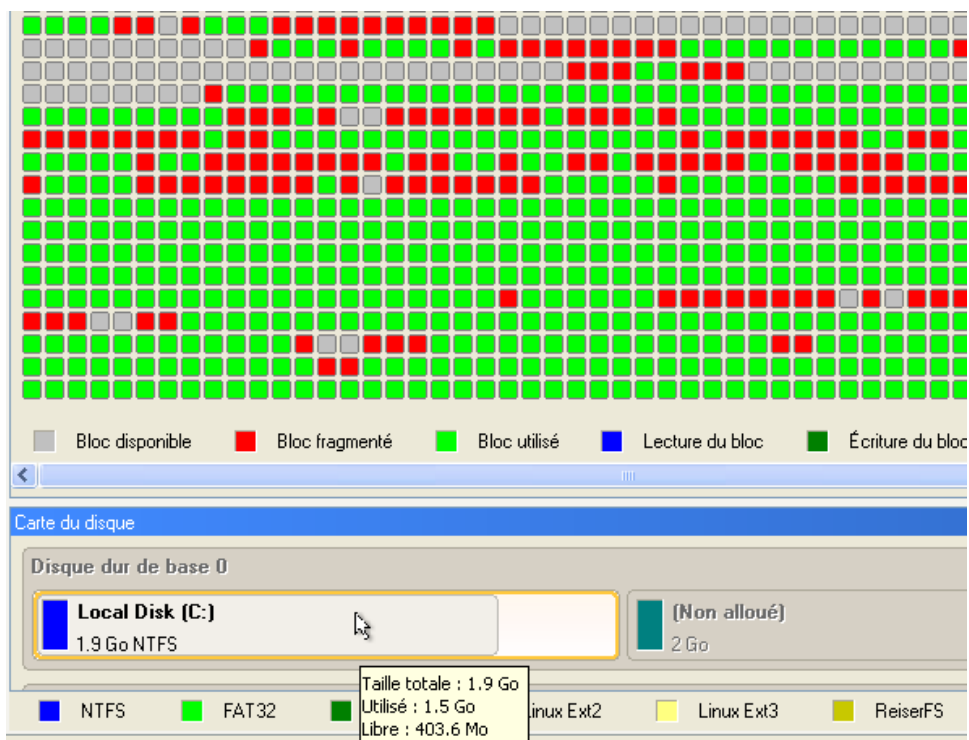 Bloc disponible Bloc fragmenté Bloc utilisé Lecture du bloc Écriture du bloc
Carte du disque
Disque dur de base 0
Local Disk (C:) (Non alloué)
1.9 Go NTFS 2 Go
Taille totale : 1.9 Go
NTFS FAT32 Utilisé : 1.5 Go Linux Ext2 Linux Ext3 ReiserFS
Libre : 403.6 Mo